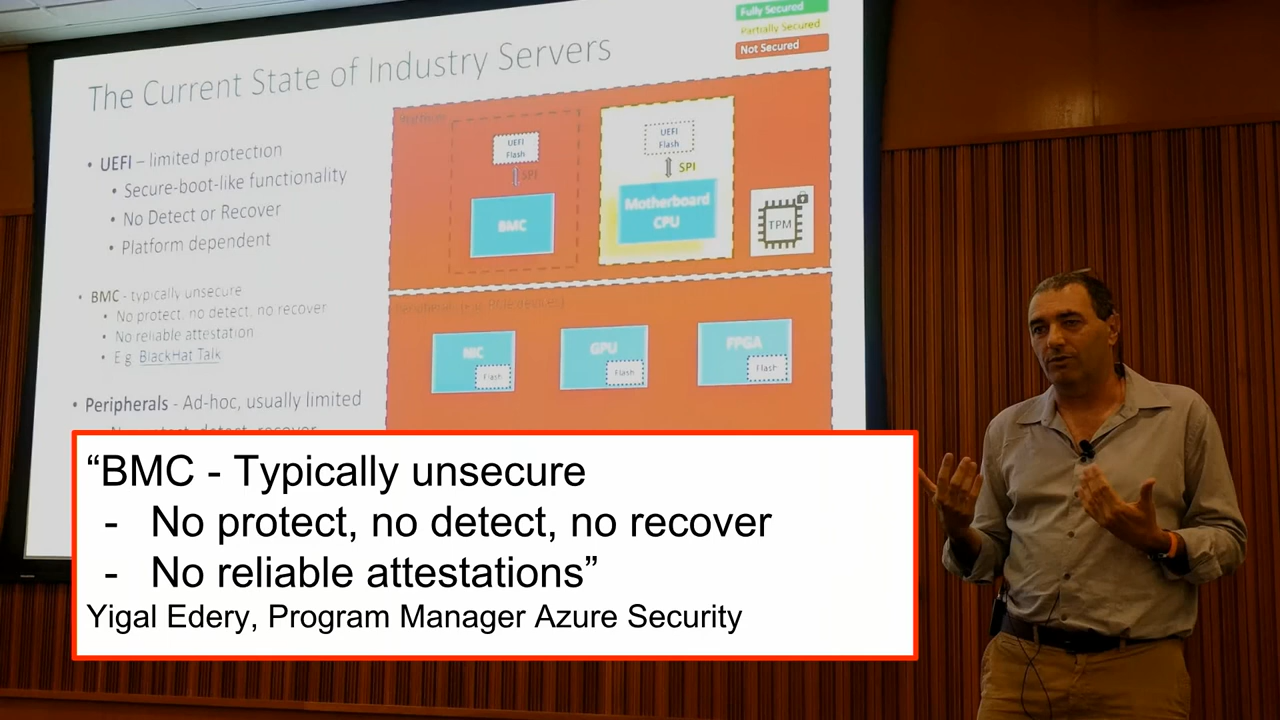 Fully Secured
Partially Secured
Not Secured
The Current State of Industry Servers
• UEFI – limited protection
• Secure-boot-like functionality
• No Detect or Recover
• Platform dependent
• BMC - typically unsecure
• No protect, no detect, no recover
• No reliable attestation
• E.g. BlackHat Talk
• Peripherals - Ad-hoc, usually limited
UEFI
Flash
SPI
BMC
UEFI
Flash
SPI
Motherboard
CPU
TPM
NIC
Flash
GPU
Flash
FPGA
Flash
“BMC - Typically unsecure
- No protect, no detect, no recover
- No reliable attestations”
Yigal Edery, Program Manager Azure Security